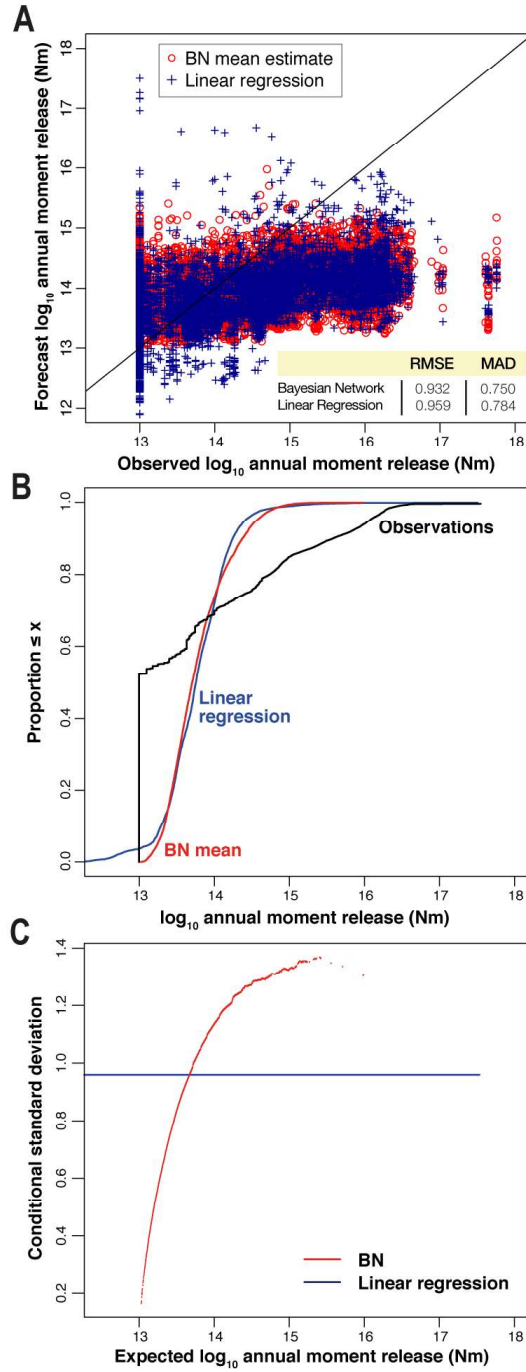 A
Forecast log10 annual moment release (Nm)
18
17
16
15
14
13
12
BN mean estimate
Linear regression
RMSE MAD
Bayesian Network 0.932 0.750
Linear Regression 0.959 0.784
13 14 15 16 17 18
Observed log10 annual moment release (Nm)
B
Proportion ≤ x
1.0
0.8
0.6
0.4
0.2
0.0
Observations
Linear
regression
BN mean
13 14 15 16 17 18
log10 annual moment release (Nm)
C
Conditional standard deviation
1.4
1.2
1.0
0.8
0.6
0.4
0.2
BN
Linear regression
13 14 15 16 17 18
Expected log10 annual moment release (Nm)